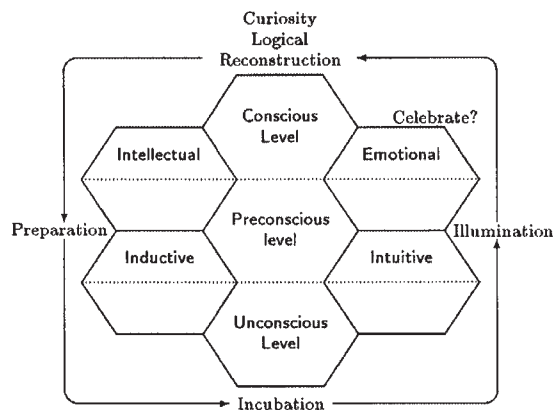 Curiosity
Logical
Reconstruction
Conscious
Level
Celebrate?
Intellectual
Emotional
Preparation
Preconscious
level
Illumination
Inductive
Intuitive
Unconscious
Level
Incubation